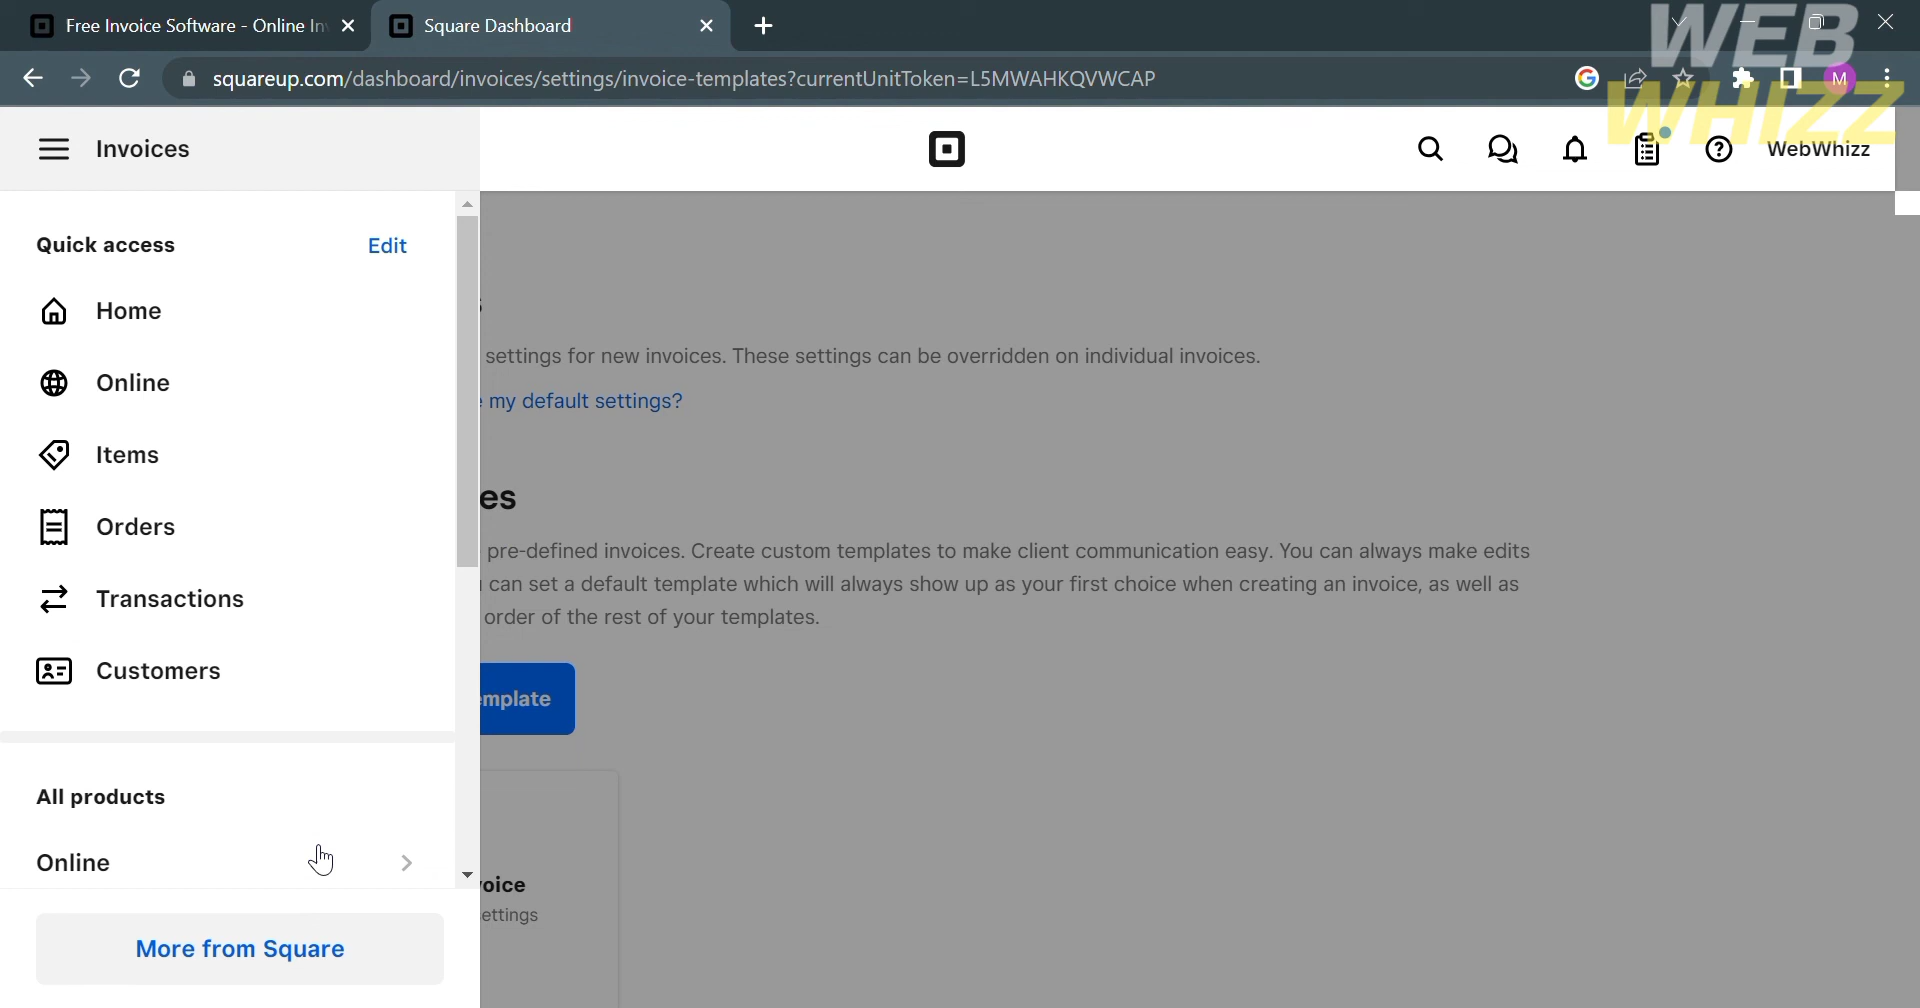 Free Invoice Software - Online In
Square Dashboard
squareup.com/dashboard/invoices/settings/invoice-templates?currentUnitToken=L5MWAHKQVWCAP
M
WEB
WHIZZ
Invoices
WebWhizz
Quick access
Edit
Home
Online
Items
Orders
Transactions
Customers
All products
Online
More from Square
settings for new invoices. These settings can be overridden on individual invoices.
my default settings?
es
pre-defined invoices. Create custom templates to make client communication easy. You can always make edits
can set a default template which will always show up as your first choice when creating an invoice, as well as
order of the rest of your templates.
emplate
voice
settings